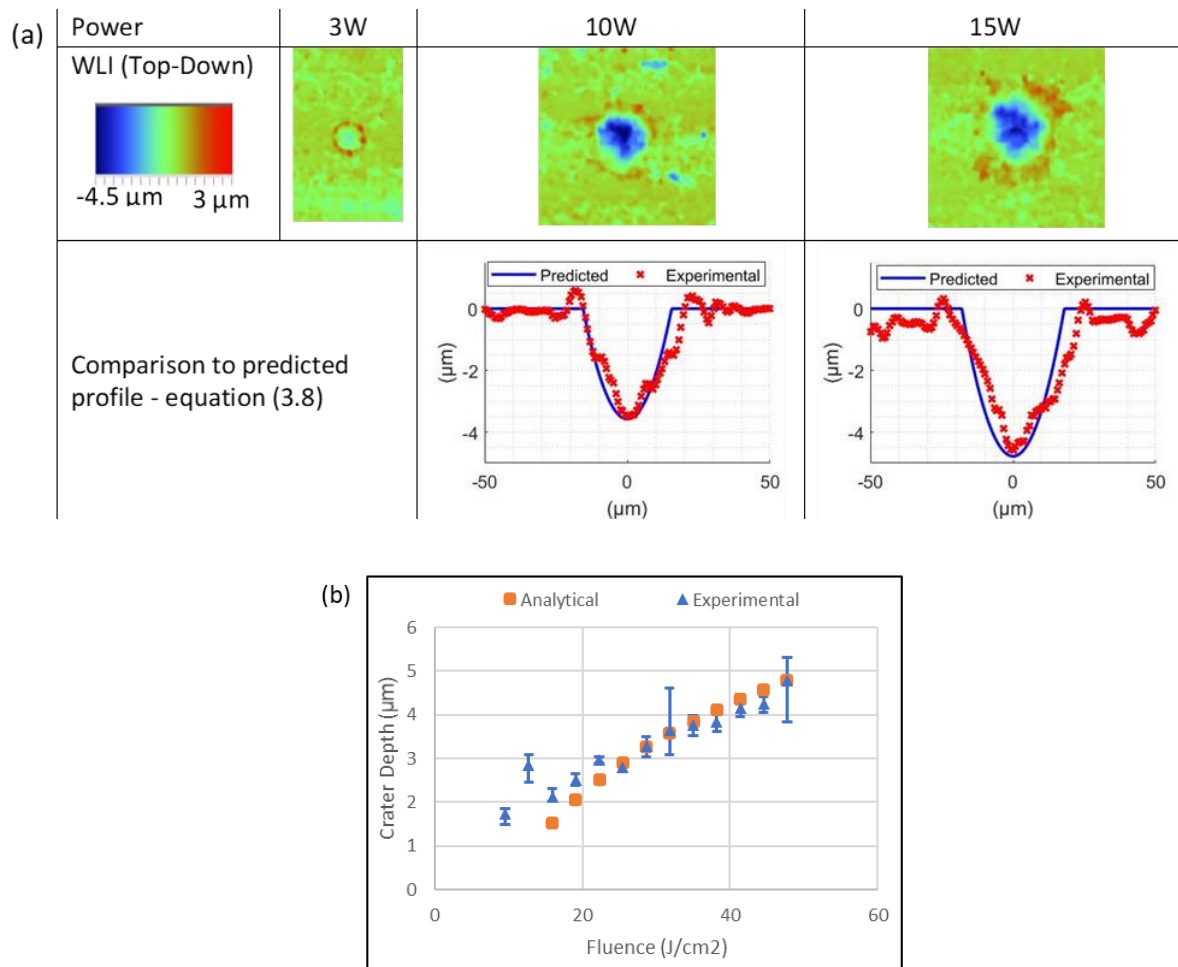 (a)
Power 3W 10W 15W
WLI (Top-Down)
-4.5 µm 3 µm
Comparison to predicted
profile - equation (3.8)
Predicted Experimental
0
-2
-4
(µm)
-50 0 50
(µm)
Predicted Experimental
0
-2
-4
(µm)
-50 0 50
(µm)
(b)
Analytical Experimental
6
5
4
3
2
1
0
Crater Depth (µm)
0 20 40 60
Fluence (J/cm2)